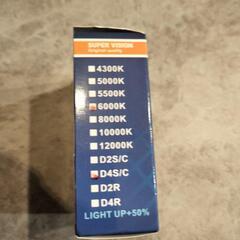 SUPER VISION
Original quality
4300K
5000K
5500K
6000K
8000K
10000K
12000K
D2S/C
D4S/C
D2R
D4R
LIGHT UP+50%